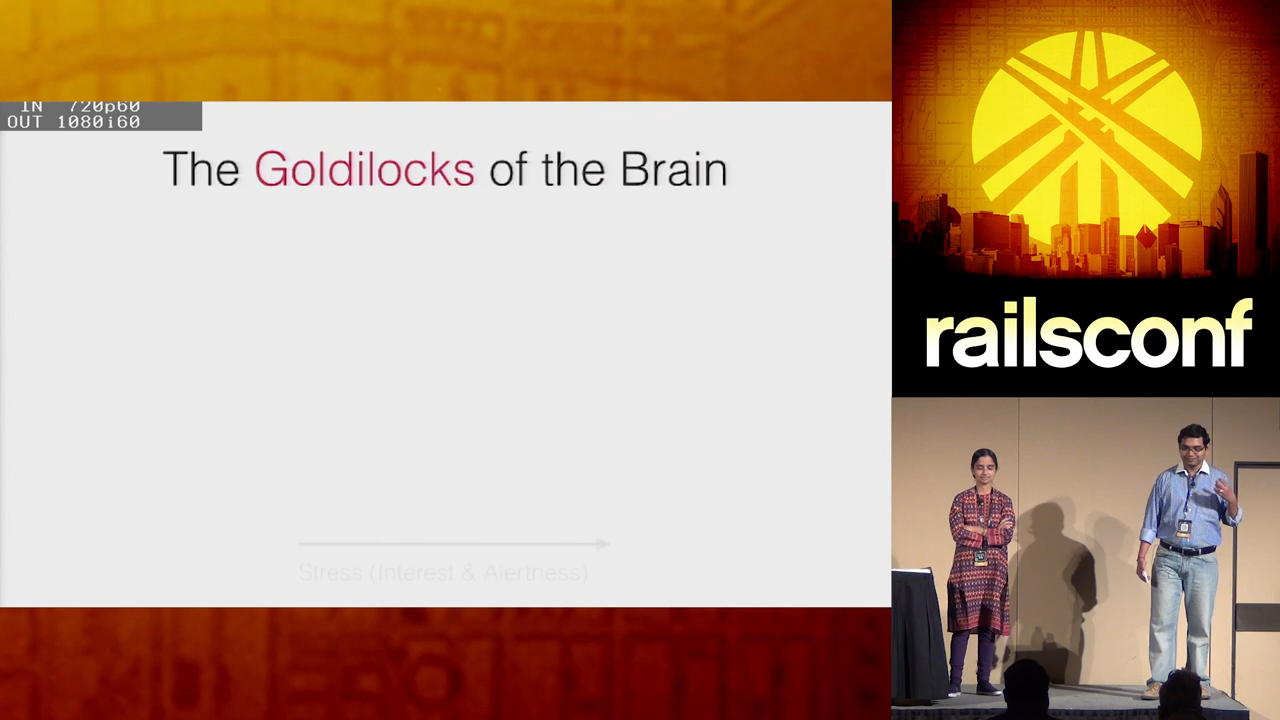 IN 720p60
OUT 1080i60
The Goldilocks of the Brain
Stress (Interest & Alertness)
railsconf